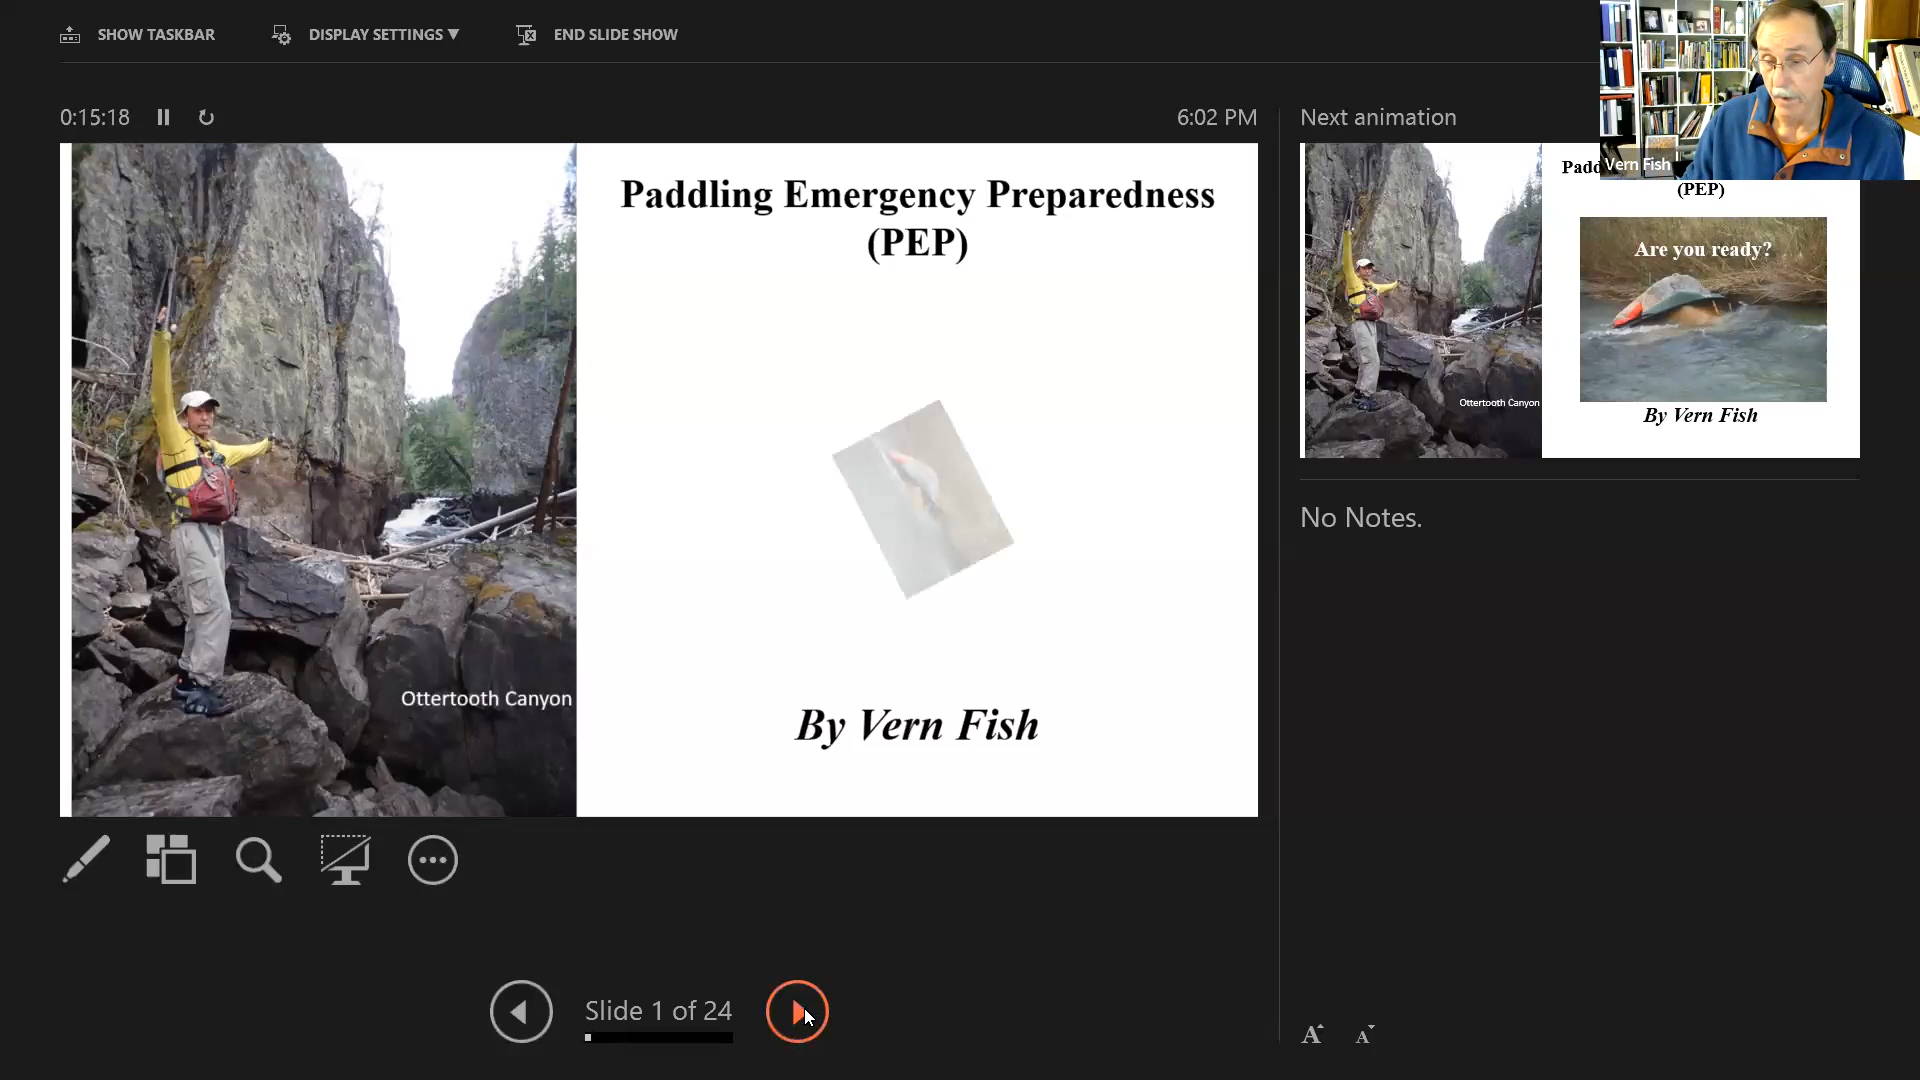 SHOW TASKBAR
DISPLAY SETTINGS ▼
END SLIDE SHOW
0:15:18
6:02 PM
Next animation
Paddling Emergency Preparedness
(PEP)
Ottertooth Canyon
By Vern Fish
Vern Fish
Padd
(PEP)
Are you ready?
Ottertooth Canyon
By Vern Fish
No Notes.
Slide 1 of 24
A A